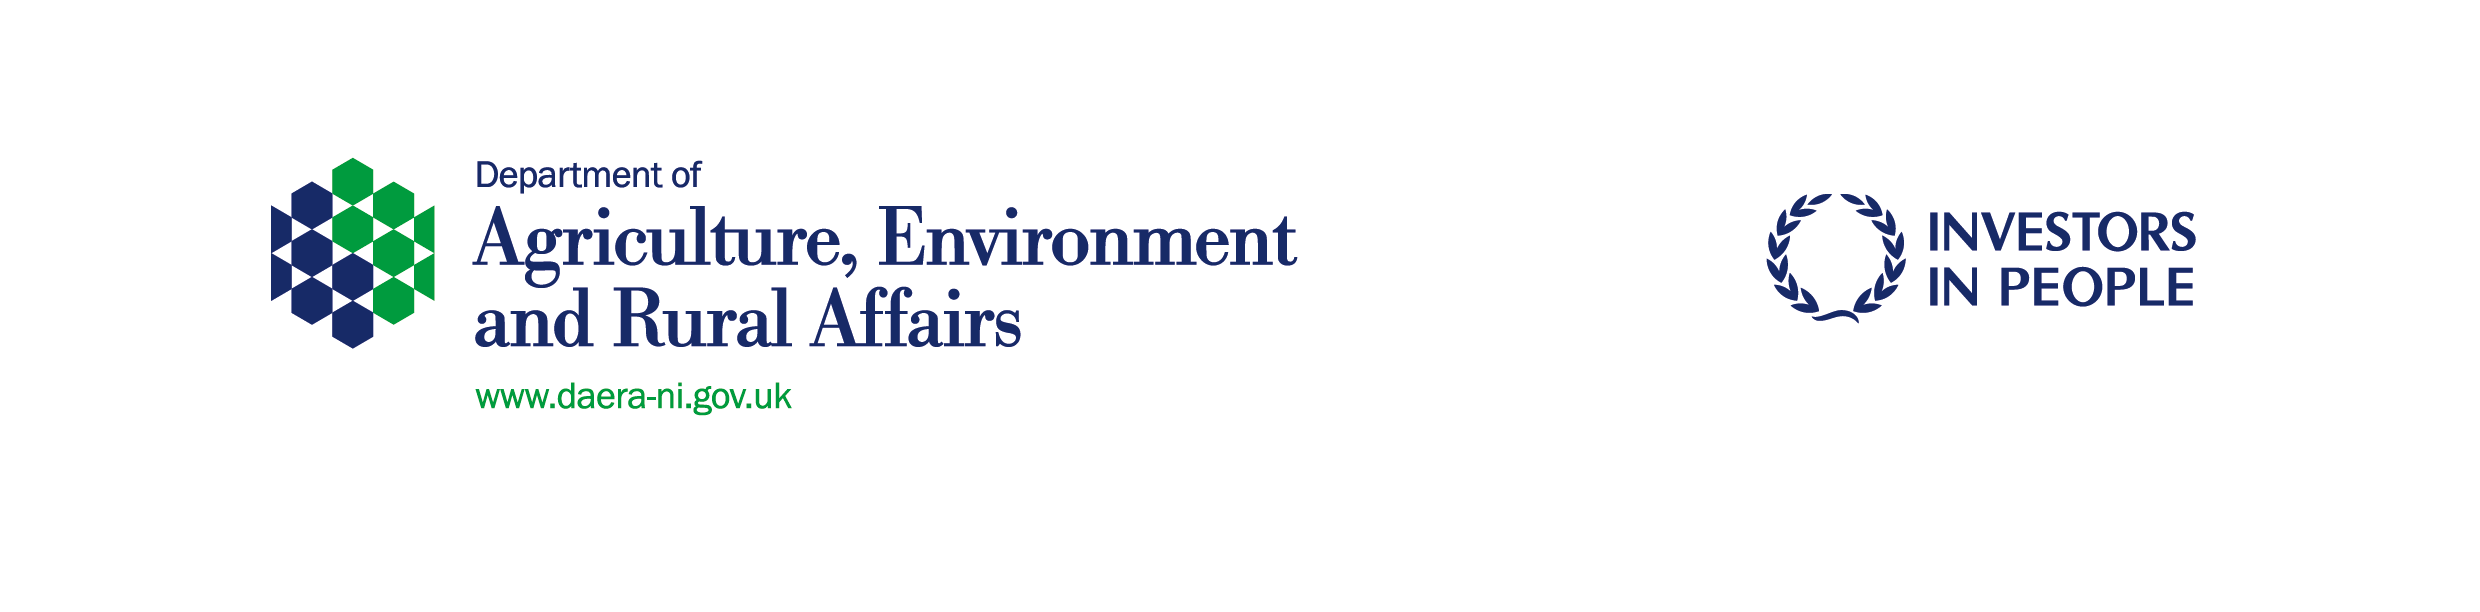 Department of
Agriculture, Environment
and Rural Affairs
www.daera-ni.gov.uk
INVESTORS
IN PEOPLE